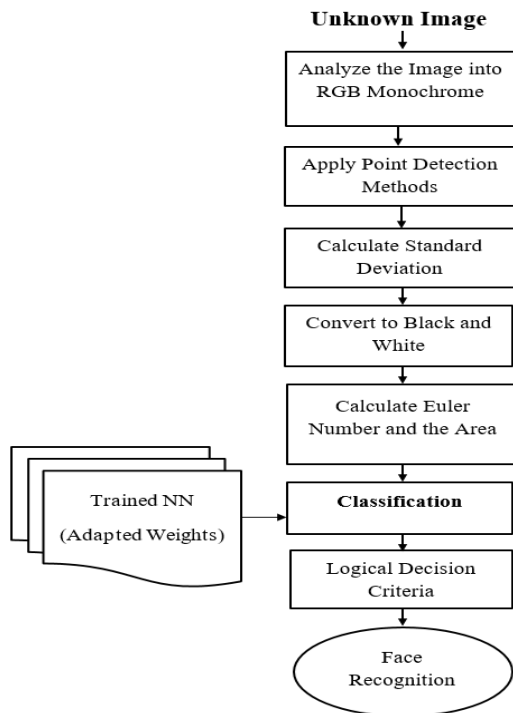 Unknown Image
Analyze the Image into
RGB Monochrome
Apply Point Detection
Methods
Calculate Standard
Deviation
Convert to Black and
White
Calculate Euler
Number and the Area
Trained NN
(Adapted Weights)
Classification
Logical Decision
Criteria
Face
Recognition